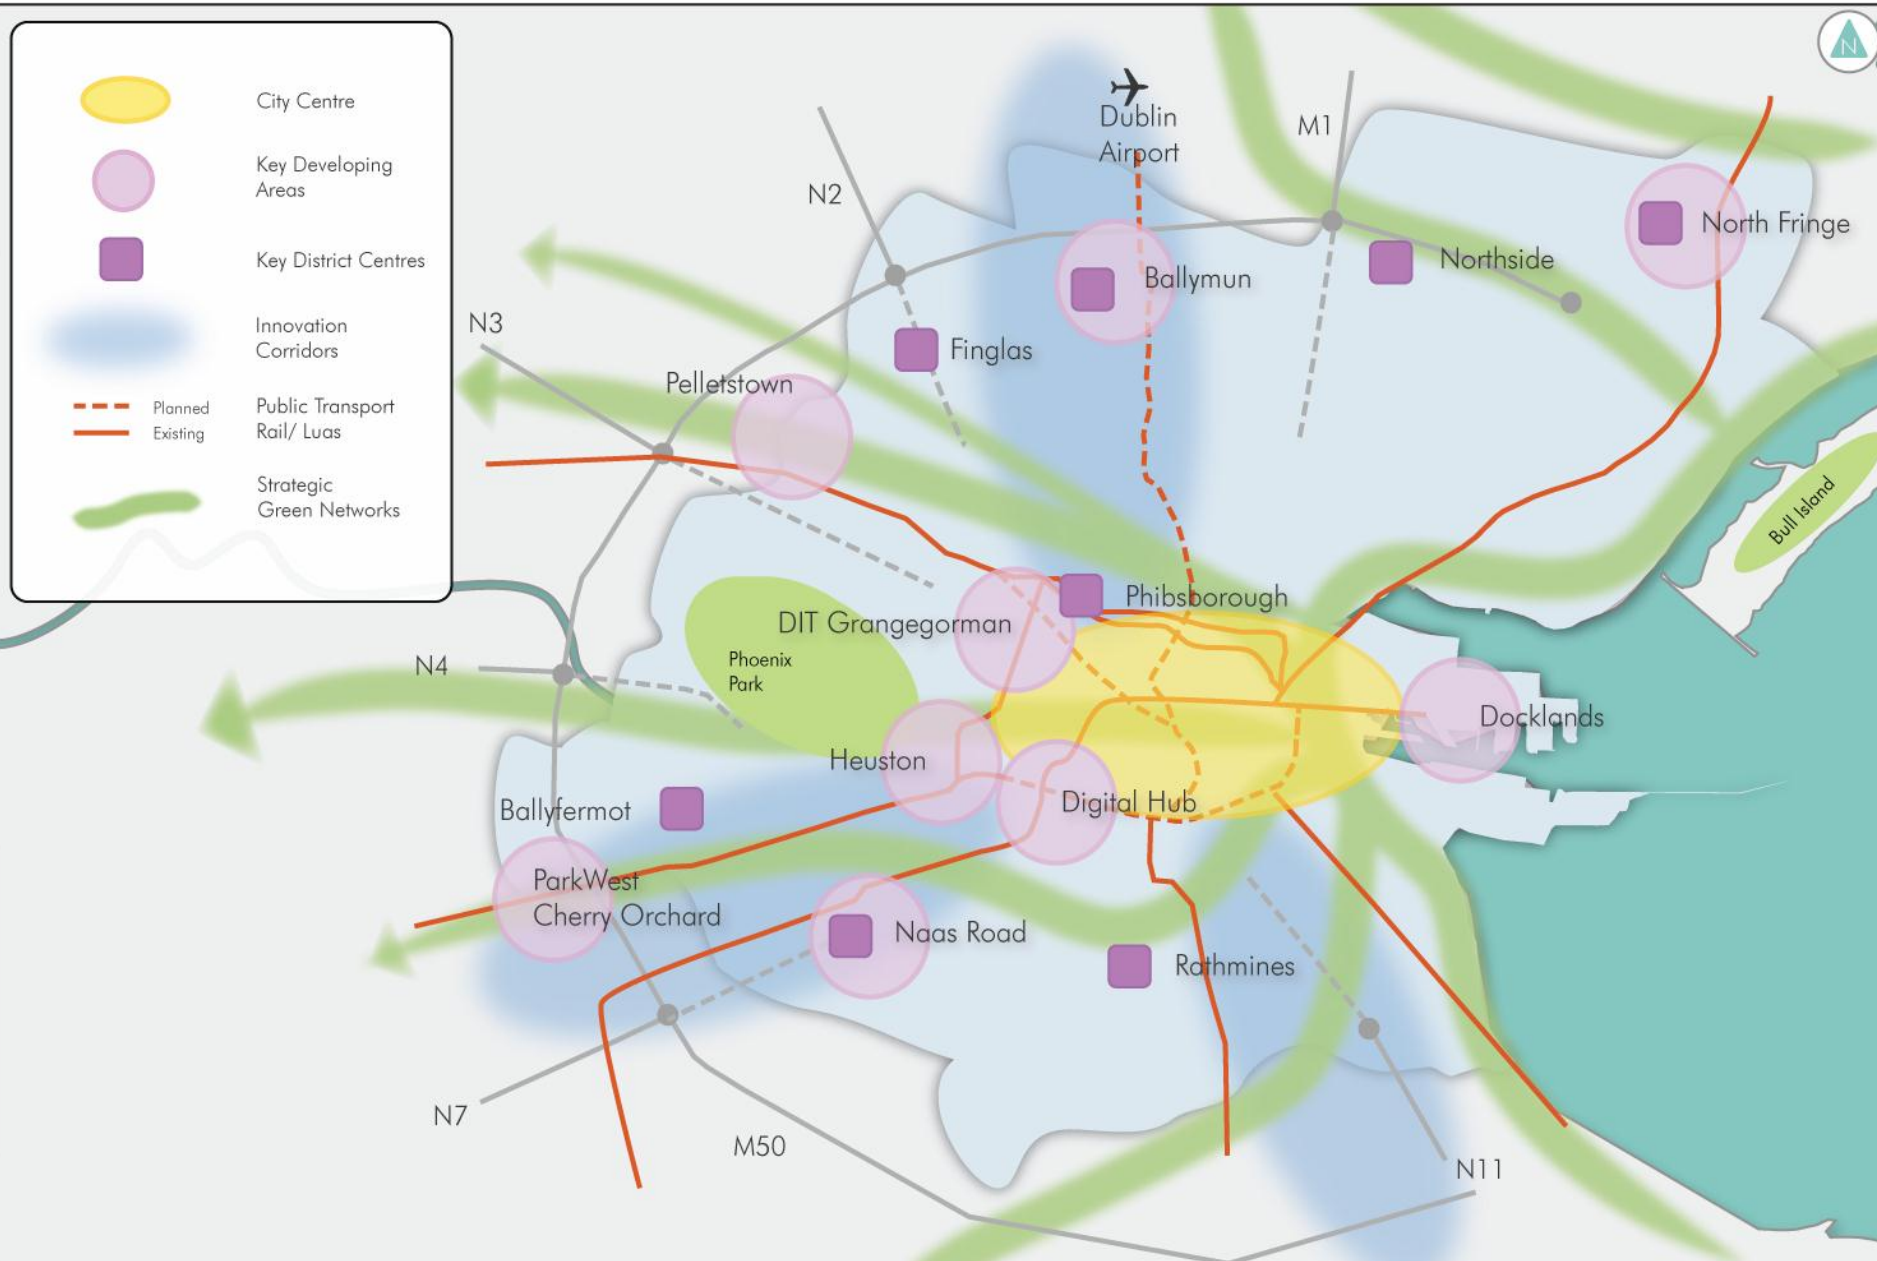 City Centre
Key Developing
Areas
Key District Centres
Innovation
Corridors
Planned
Existing
Public Transport
Rail/ Luas
Strategic
Green Networks
N
Dublin
Airport
M1
N2
North Fringe
Northside
Ballymun
N3
Finglas
Pelletstown
Bull Island
Phibsborough
DIT Grangegorman
Phoenix
Park
N4
Docklands
Heuston
Digital Hub
Ballyfermot
ParkWest
Cherry Orchard
Naas Road
Rathmines
N7
M50
N11